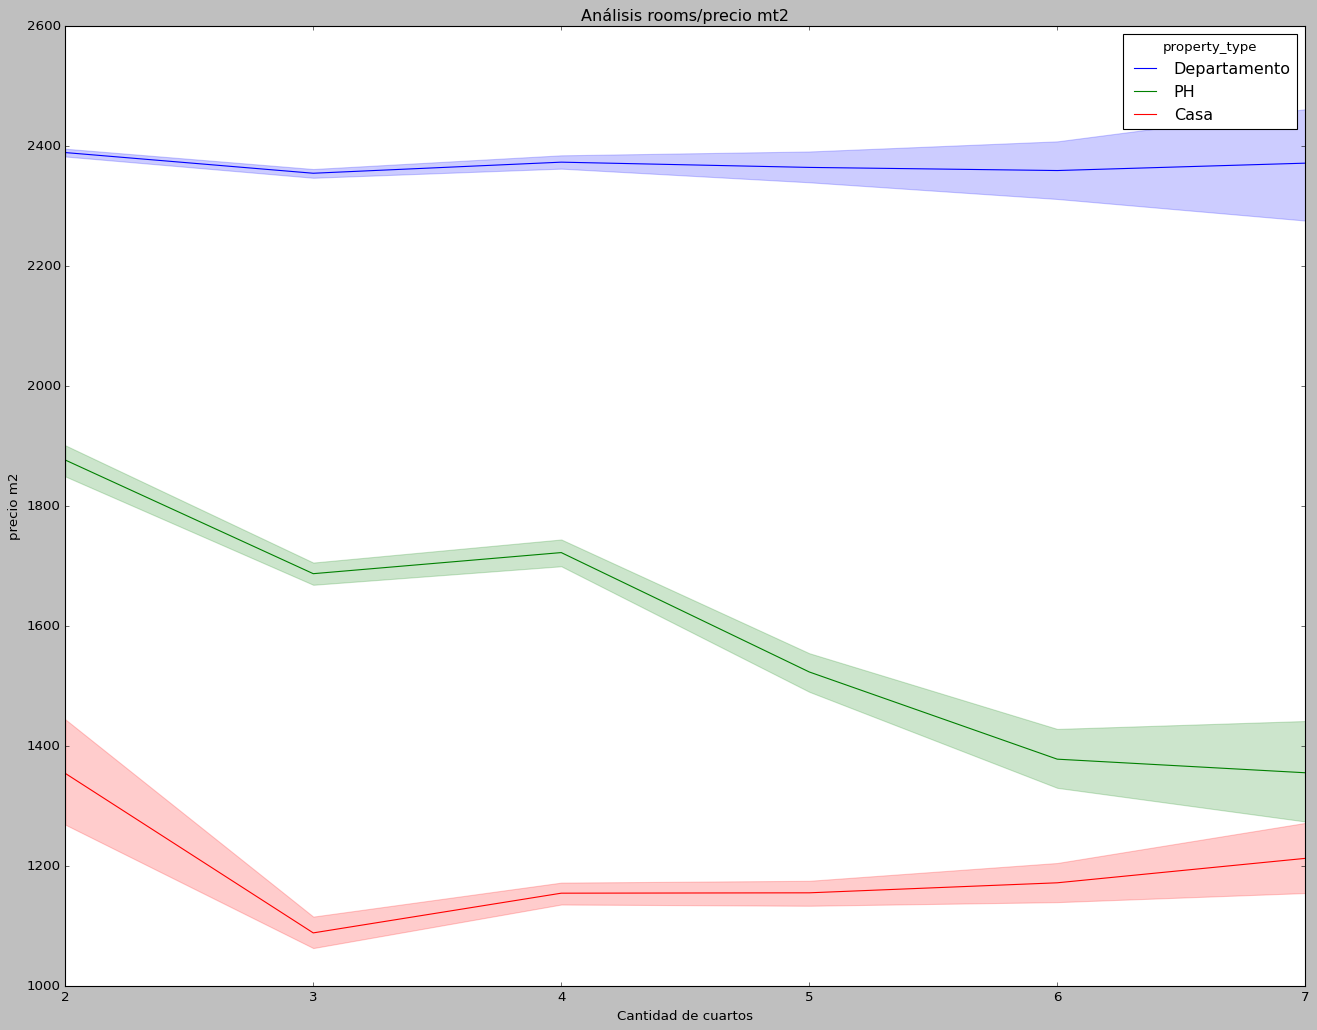 Análisis rooms/precio mt2
property_type
Departamento
PH
Casa
precio m2
2600
2400
2200
2000
1800
1600
1400
1200
1000
2 3 4 5 6 7
Cantidad de cuartos